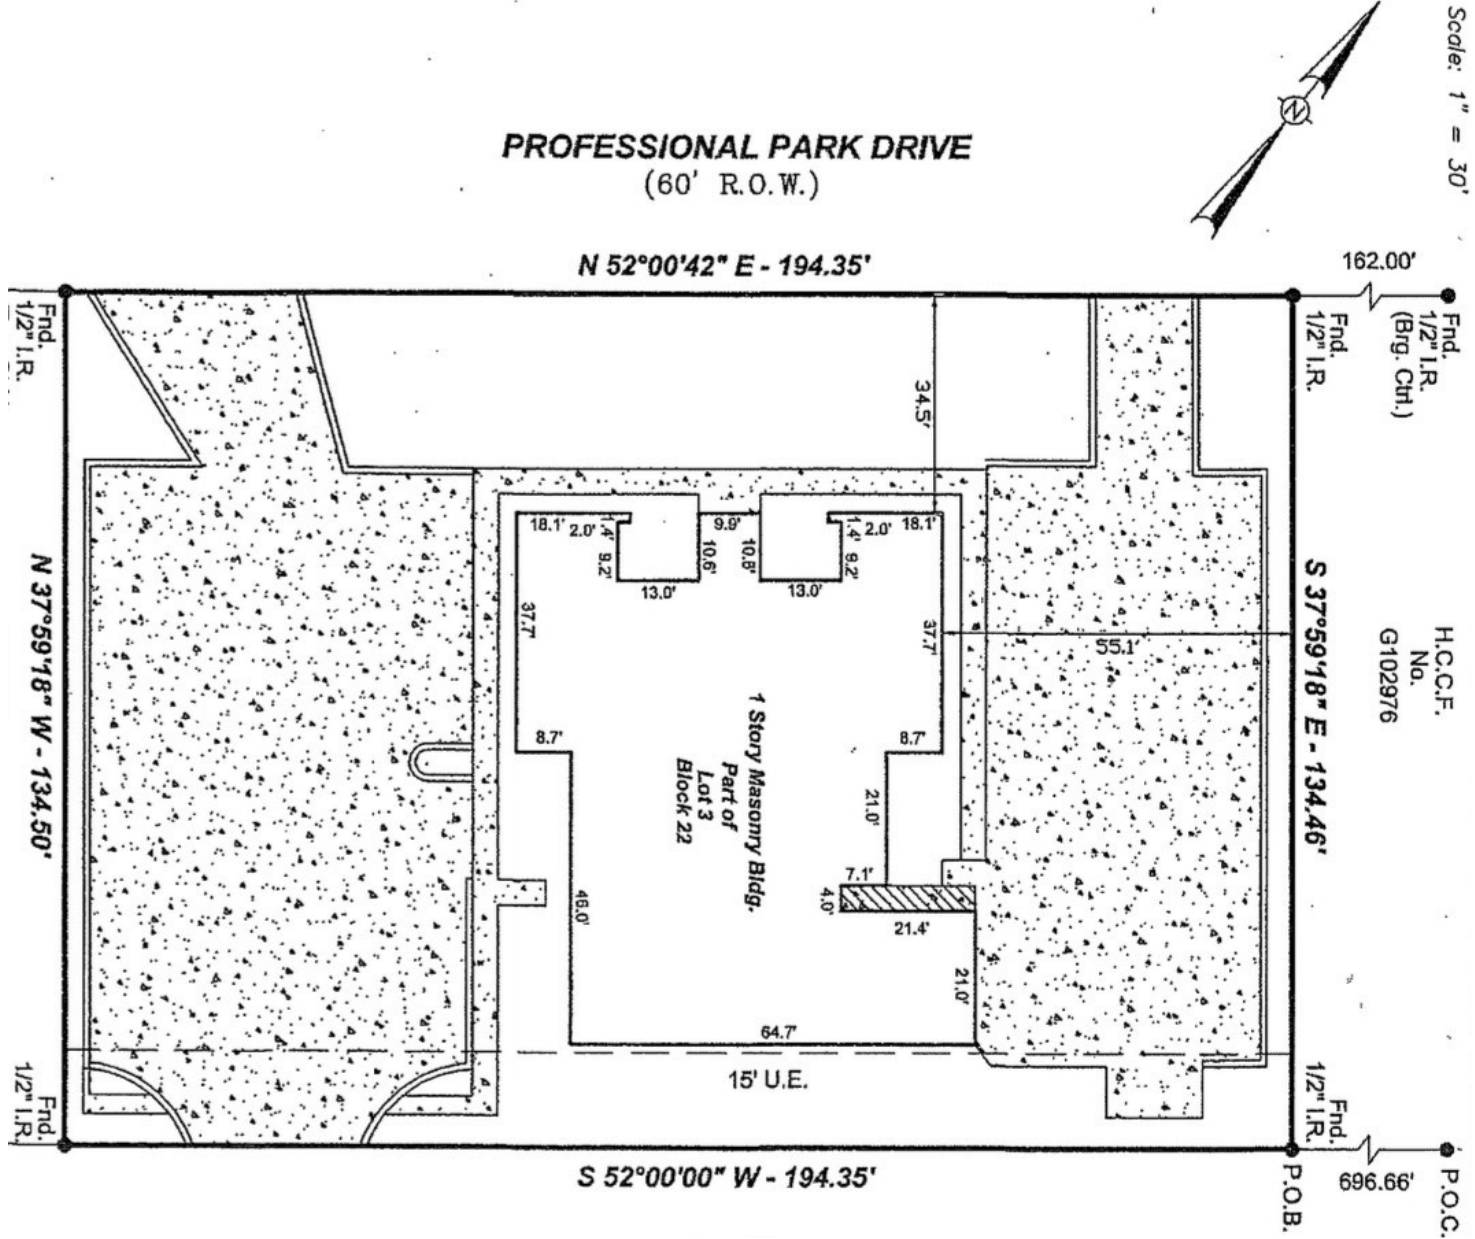 Scale: 1" = 30'
N
PROFESSIONAL PARK DRIVE
(60' R.O.W.)
N 52°00'42" E - 194.35'
162.00'
Fnd.
1/2" I.R.
Fnd.
1/2" I.R.
Fnd.
1/2" I.R.
(Brg. Ctrl.)
34.5'
18.1'
2.0'
1.4'
9.2'
13.0'
10.6'
9.9'
10.8'
13.0'
9.2'
1.4'
2.0'
18.1'
37.7'
37.7'
55.1'
H.C.C.F.
No.
G102976
N 37°59'18" W - 134.50'
S 37°59'18" E - 134.46'
8.7'
8.7'
1 Story Masonry Bldg.
Part of
Lot 3
Block 22
21.0'
7.1'
4.0'
21.4'
46.0'
21.0'
64.7'
15' U.E.
Fnd.
1/2" I.R.
Fnd.
1/2" I.R.
S 52°00'00" W - 194.35'
P.O.B.
696.66'
P.O.C.